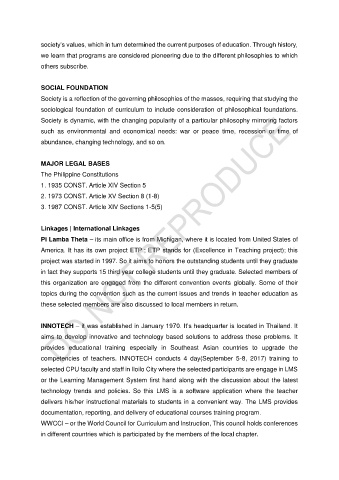 society's values, which in turn determined the current purposes of education. Through history,
we learn that programs are considered pioneering due to the different philosophies to which
others subscribe.
SOCIAL FOUNDATION
Society is a reflection of the governing philosophies of the masses, requiring that studying the
sociological foundation of curriculum to include consideration of philosophical foundations.
Society is dynamic, with the changing popularity of a particular philosophy mirroring factors
such as environmental and economical needs: war or peace time, recession or time of
abundance, changing technology, and so on.
MAJOR LEGAL BASES
The Philippine Constitutions
1. 1935 CONST. Article XIV Section 5
2. 1973 CONST. Article XV Section 8 (1-8)
3. 1987 CONST. Article XIV Sections 1-5(5)
Linkages | International Linkages
Pi Lamba Theta – its main office is from Michigan, where it is located from United States of
America. It has its own project ETP ; ETP stands for (Excellence in Teaching project); this
project was started in 1997. So it aims to honors the outstanding students until they graduate
in fact they supports 15 third year college students until they graduate. Selected members of
this organization are engaged from the different convention events globally. Some of their
topics during the convention such as the current issues and trends in teacher education as
these selected members are also discussed to local members in return.
INNOTECH – it was established in January 1970. It's headquarter is located in Thailand. It
aims to develop innovative and technology based solutions to address these problems. It
provides educational training especially in Southeast Asian countries to upgrade the
competencies of teachers. INNOTECH conducts 4 day(September 5-8, 2017) training to
selected CPU faculty and staff in Iloilo City where the selected participants are engage in LMS
or the Learning Management System first hand along with the discussion about the latest
technology trends and policies. So this LMS is a software application where the teacher
delivers his/her instructional materials to students in a convenient way. The LMS provides
documentation, reporting, and delivery of educational courses training program.
WWCCI – or the World Council for Curriculum and Instruction, This council holds conferences
in different countries which is participated by the members of the local chapter.
DO NOT REPRODUCE